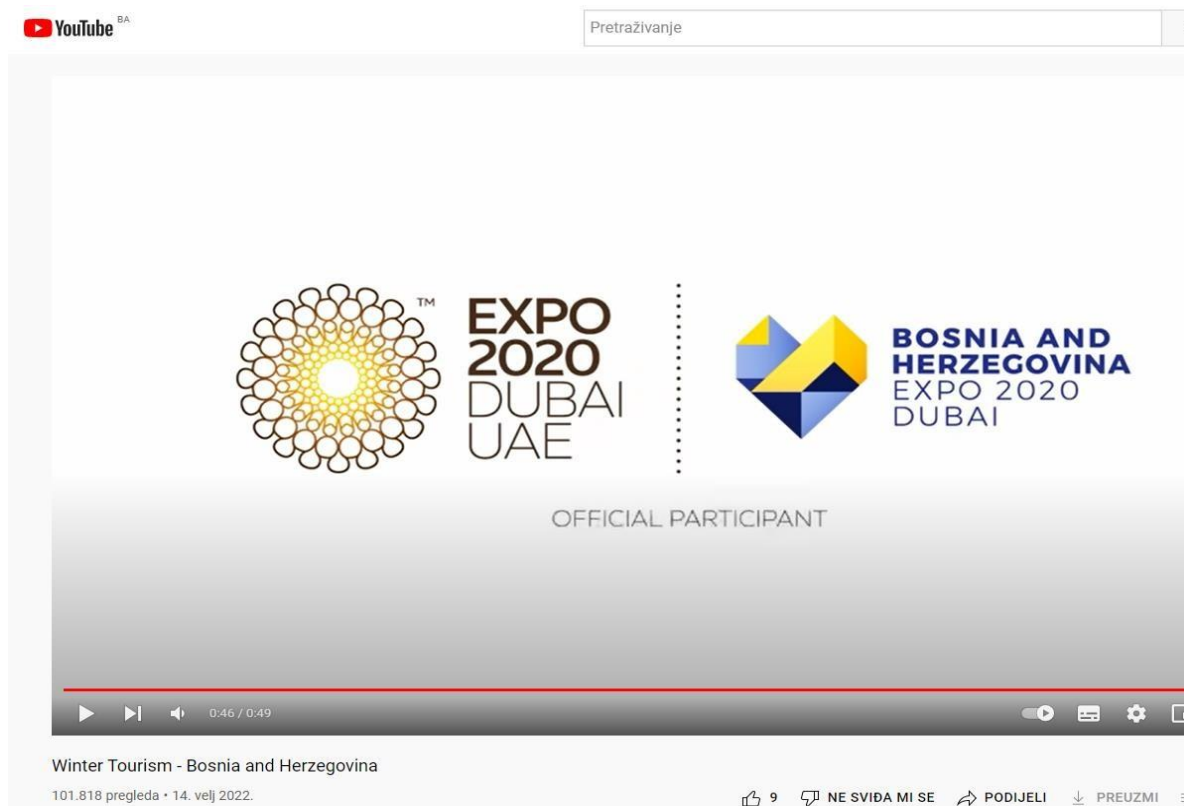 YouTube BA
Pretraživanje
EXPO
2020
DUBAI
UAE
TM
BOSNIA AND
HERZEGOVINA
EXPO 2020
DUBAI
OFFICIAL PARTICIPANT
0:46 / 0:49
Winter Tourism - Bosnia and Herzegovina
101.818 pregleda • 14. velj 2022.
9 NE SVIĐA MI SE PODIJELI PREUZMI